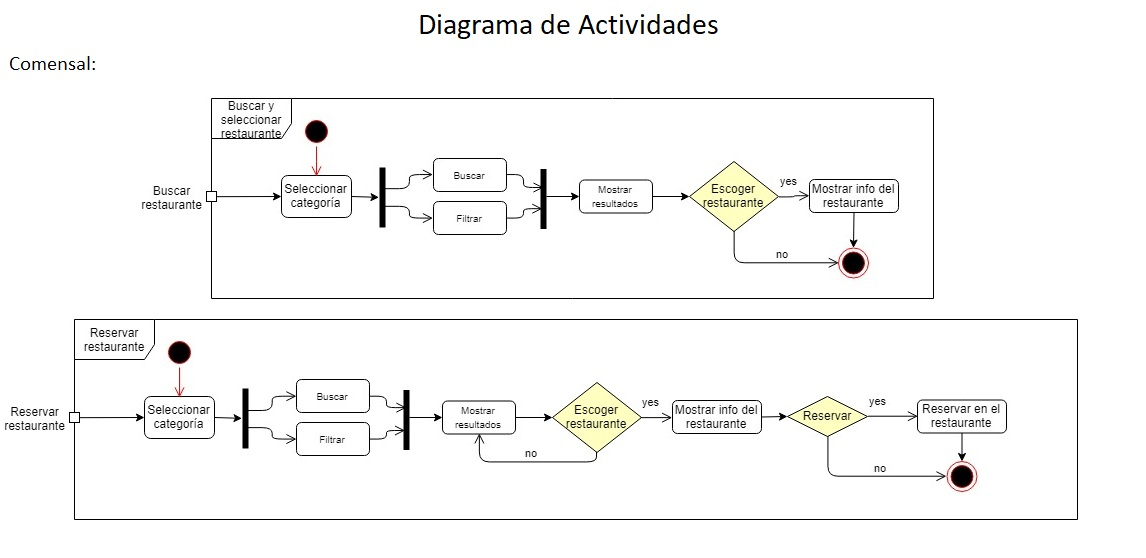 Diagrama de Actividades
Comensal:
Buscar y
seleccionar
restaurante
Buscar
restaurante
Seleccionar
categoría
Buscar
Filtrar
Mostrar
resultados
Escoger
restaurante
yes
Mostrar info del
restaurante
no
Reservar
restaurante
Reservar
restaurante
Seleccionar
categoría
Buscar
Filtrar
Mostrar
resultados
Escoger
restaurante
yes
no
Mostrar info del
restaurante
Reservar
yes
Reservar en el
restaurante
no